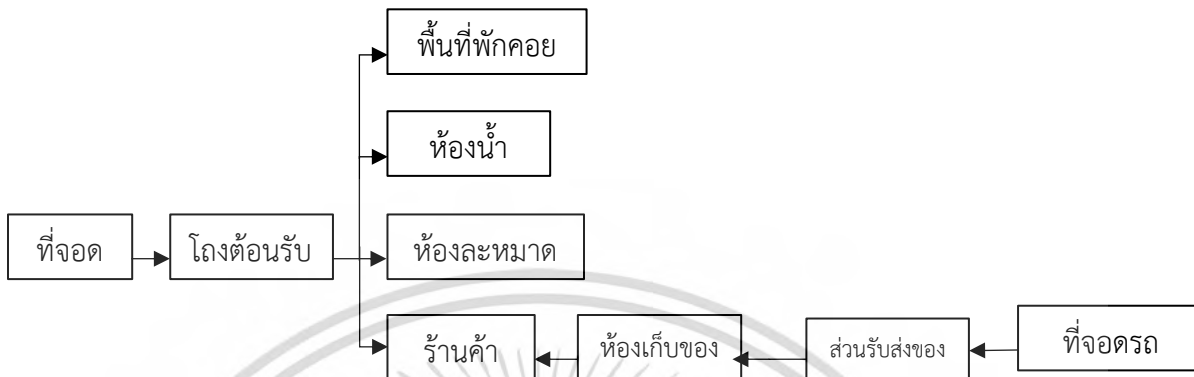 พื้นที่พักคอย
ห้องน้ำ
ที่จอด
โถงต้อนรับ
ห้องละหมาด
ร้านค้า
ห้องเก็บของ
ส่วนรับส่งของ
ที่จอดรถ